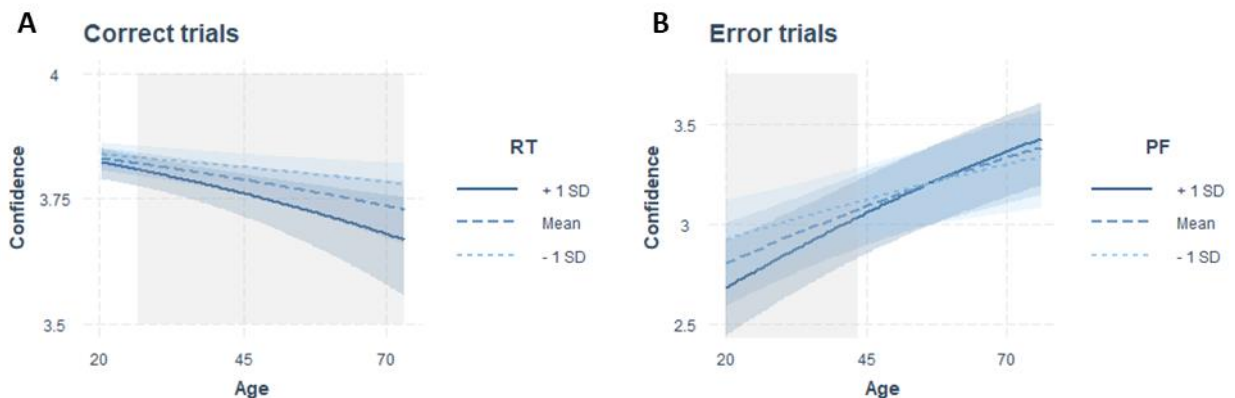 A
Correct trials
4
3.75
3.5
Confidence
20
45
70
Age
RT
+ 1 SD
Mean
- 1 SD
B
Error trials
3.5
3
2.5
Confidence
20
45
70
Age
PF
+ 1 SD
Mean
- 1 SD